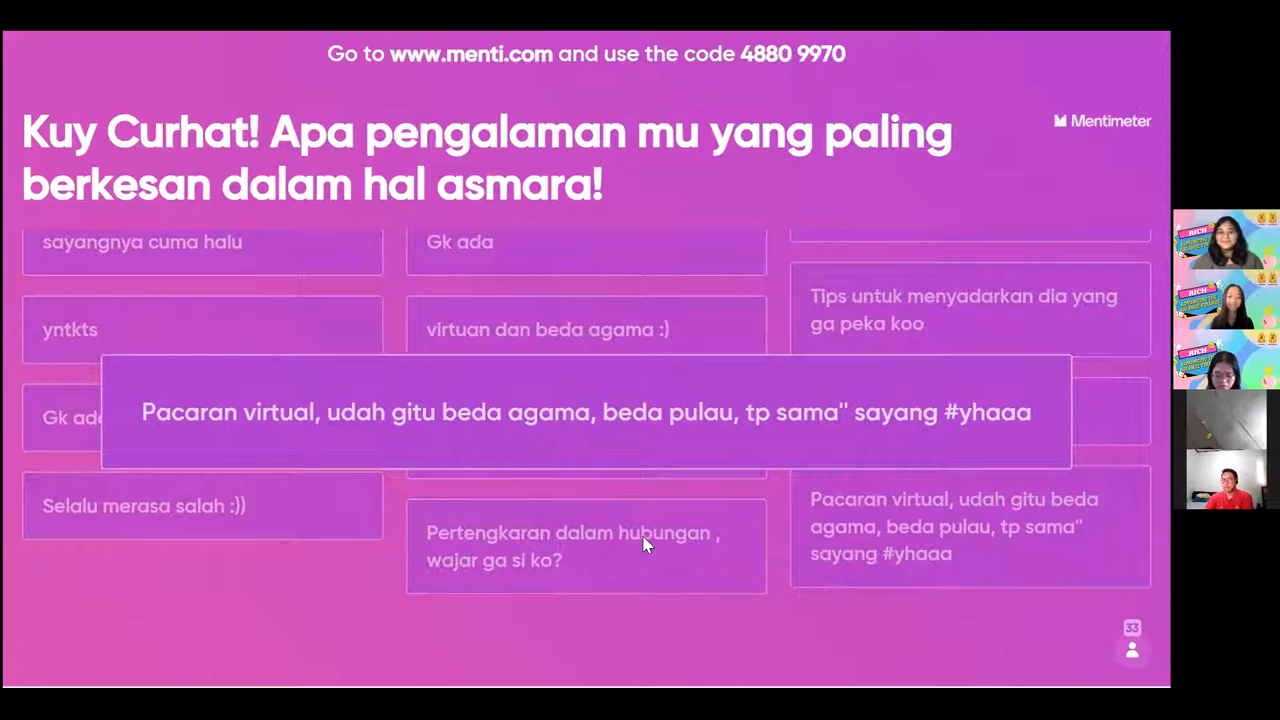 Go to www.menti.com and use the code 4880 9970
Kuy Curhat! Apa pengalaman mu yang paling
berkesan dalam hal asmara!
Mentimeter
sayangnya cuma halu
Gk ada
yntkts
virtuan dan beda agama :)
Tips untuk menyadarkan dia yang
ga peka koo
Gk ada
Pacaran virtual, udah gitu beda agama, beda pulau, tp sama" sayang #yhaaa
Selalu merasa salah :))
Pertengkaran dalam hubungan ,
wajar ga si ko?
Pacaran virtual, udah gitu beda
agama, beda pulau, tp sama"
sayang #yhaaa
33
RICH
RICH
RICH